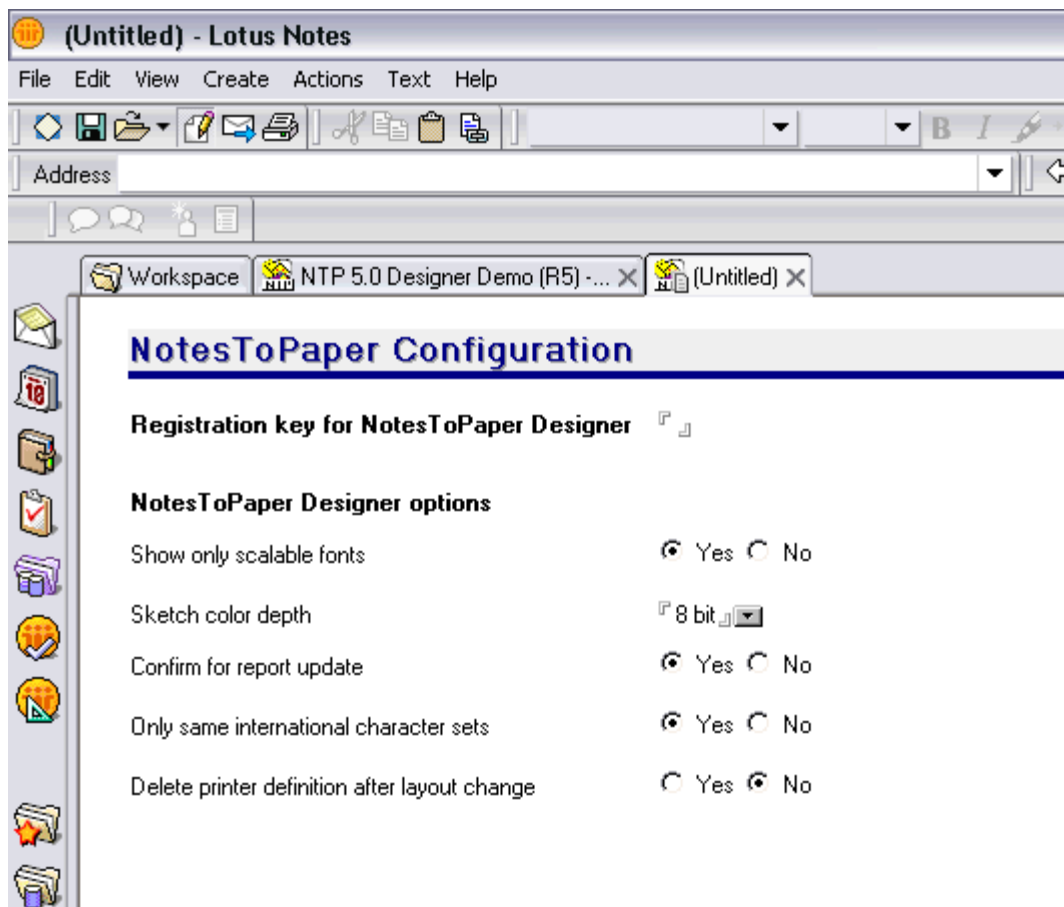 (Untitled) - Lotus Notes
File Edit View Create Actions Text Help
B I
Address
Workspace NTP 5.0 Designer Demo (R5) -... (Untitled)
NotesToPaper Configuration
Registration key for NotesToPaper Designer
NotesToPaper Designer options
Show only scalable fonts Yes No
Sketch color depth 8 bit
Confirm for report update Yes No
Only same international character sets Yes No
Delete printer definition after layout change Yes No